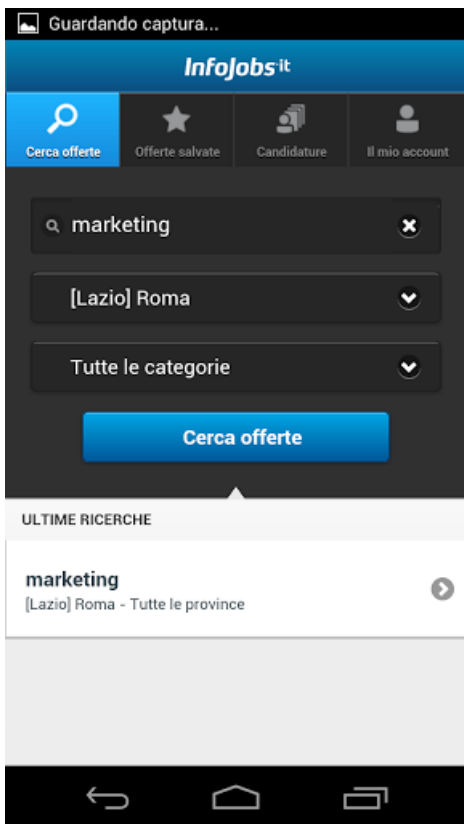 Guardando captura...
InfoJobs.it
Cerca offerte
Offerte salvate
Candidature
Il mio account
marketing
[Lazio] Roma
Tutte le categorie
Cerca offerte
ULTIME RICERCHE
marketing
[Lazio] Roma - Tutte le province